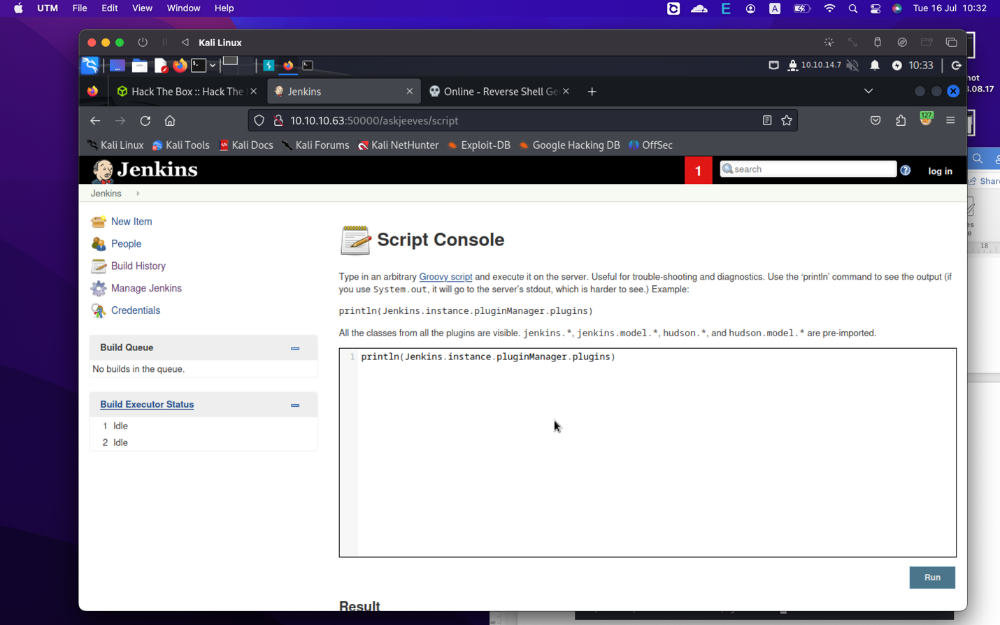 UTM File Edit View Window Help
E A Tue 16 Jul 10:32
Kali Linux
10.10.14.7 10:33
Hack The Box :: Hack The
Jenkins
Online - Reverse Shell Ge
10.10.10.63:50000/askjeeves/script
127.
Kali Linux Kali Tools Kali Docs Kali Forums Kali NetHunter Exploit-DB Google Hacking DB OffSec
Jenkins
1
search
?
log in
Jenkins
New Item
People
Build History
Manage Jenkins
Credentials
Build Queue
No builds in the queue.
Build Executor Status
1 Idle
2 Idle
Script Console
Type in an arbitrary Groovy script and execute it on the server. Useful for trouble-shooting and diagnostics. Use the 'println' command to see the output (if
you use System.out, it will go to the server's stdout, which is harder to see.) Example:
println(Jenkins.instance.pluginManager.plugins)
All the classes from all the plugins are visible. jenkins.*, jenkins.model.*, hudson.*, and hudson.model.* are pre-imported.
1 println(Jenkins.instance.pluginManager.plugins)
Run
Result
.08.17
Shar
18